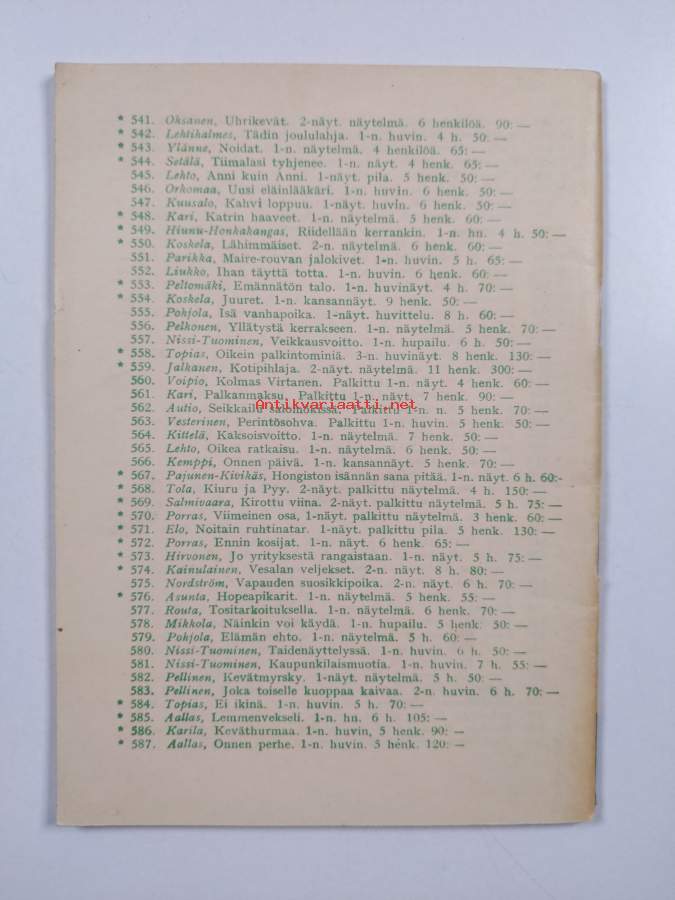 * 541. Oksanen, Uhrikevät. 2-näyt. näytelmä. 6 henkilöä. 90: —
* 542. Lehtihalmes, Tädin joululahja. 1-n. huvin. 4 h. 50: —
* 543. Ylänne, Noidat. 1-n. näytelmä. 4 henkilöä. 65: —
* 544. Setälä, Tiimalasi tyhjenee. 1-n. näyt. 4 henk. 65: —
545. Lehto, Anni kuin Anni. 1-näyt. pila. 5 henk. 50: —
546. Orkomaa, Uusi eläinlääkäri. 1-n. huvin. 6 henk. 50: —
547. Kuusalo, Kahvi loppuu. 1-n. huvin. 6 henk. 50: —
* 548. Kari, Katrin haaveet. 1-n. näytelmä. 5 henk. 60: —
* 549. Hiunu-Honkakangas, Riidellään kerrankin. 1-n. hn. 4 h. 50: —
* 550. Koskela, Lähimmäiset. 2-n. näytelmä. 6 henk. 60: —
551. Parikka, Maire-rouvan jalokivet. 1-n. huvin. 5 h. 65: —
552. Liukko, Ihan täyttä totta. 1-n. huvin. 6 henk. 60: —
* 553. Peltomäki, Emännätön talo. 1-n. huvinäyt. 4 h. 70: —
* 554. Koskela, Juuret. 1-n. kansannäyt. 9 henk. 50: —
555. Pohjola, Isä vanhapoika. 1-näyt. huvittelu. 8 h. 60: —
556. Pelkonen, Yllätystä kerrakseen. 1-n. näytelmä. 5 henk. 70: —
557. Nissi-Tuominen, Veikkausvoitto. 1-n. hupailu. 6 h. 50: —
* 558. Topias, Oikein palkintominiä. 3-n. huvinäyt. 8 henk. 130: —
* 559. Jalkanen, Kotipihlaja. 2-näyt. näytelmä. 11 henk. 300: —
560. Voipio, Kolmas Virtanen. Palkittu 1-n. näyt. 4 henk. 60: —
561. Kari, Palkanmaksu. Palkittu 1-n. näyt. 7 henk. 90: —
Antikvariaatti.net
562. Autio, Seikkailu salomökissä, Palkittu 1-n. n. 5 henk. 70: —
563. Vesterinen, Perintösohva. Palkittu 1-n. huvin. 5 henk. 50: —
564. Kittelä, Kaksoisvoitto. 1-n. näytelmä. 7 henk. 50: —
565. Lehto, Oikea ratkaisu. 1-n. näytelmä. 6 henk. 80: —
566. Kemppi, Onnen päivä. 1-n. kansannäyt. 5 henk. 70: —
* 567. Pajunen-Kivikäs, Hongiston isännän sana pitää. 1-n. näyt. 6 h. 60:-
* 568. Tola, Kiuru ja Pyy. 2-näyt. palkittu näytelmä. 4 h. 150: —
* 569. Salmivaara, Kirottu viina. 2-näyt. palkittu näytelmä. 5 h. 75: —
* 570. Porras, Viimeinen osa, 1-näyt. palkittu näytelmä. 3 henk. 60: —
* 571. Elo, Noitain ruhtinatar. 1-näyt. palkittu pila. 5 henk. 130: —
* 572. Porras, Ennin kosijat. 1-n. näyt. 6 henk. 65: —
* 573. Hirvonen, Jo yrityksestä rangaistaan. 1-n. näyt. 5 h. 75: —
* 574. Kainulainen, Vesalan veljekset. 2-n. näyt. 8 h. 80: —
575. Nordström, Vapauden suosikkipoika. 2-n. näyt. 6 h. 70: —
* 576. Asunta, Hopeapikarit. 1-n. näytelmä. 5 henk. 55: —
577. Routa, Tositarkoituksella. 1-n. näytelmä. 6 henk. 70: —
578. Mikkola, Näinkin voi käydä. 1-n. hupailu. 5 henk. 50: —
579. Pohjola, Elämän ehto. 1-n. näytelmä. 5 h. 60: —
580. Nissi-Tuominen, Taidenäyttelyssä. 1-n. huvin. 6 h. 50: —
581. Nissi-Tuominen, Kaupunkilaismuotia. 1-n. huvin. 7 h. 55: —
582. Pellinen, Kevätmyrsky. 1-näyt. näytelmä. 5 h. 50: —
583. Pellinen, Joka toiselle kuoppaa kaivaa. 2-n. huvin. 6 h. 70: —
* 584. Topias, Ei ikinä. 1-n. huvin. 5 h. 70: —
* 585. Aallas, Lemmenvekseli. 1-n. hn. 6 h. 105: —
* 586. Karila, Keväthurmaa. 1-n. huvin, 5 henk. 90: —
* 587. Aallas, Onnen perhe. 1-n. huvin. 5 henk. 120: —